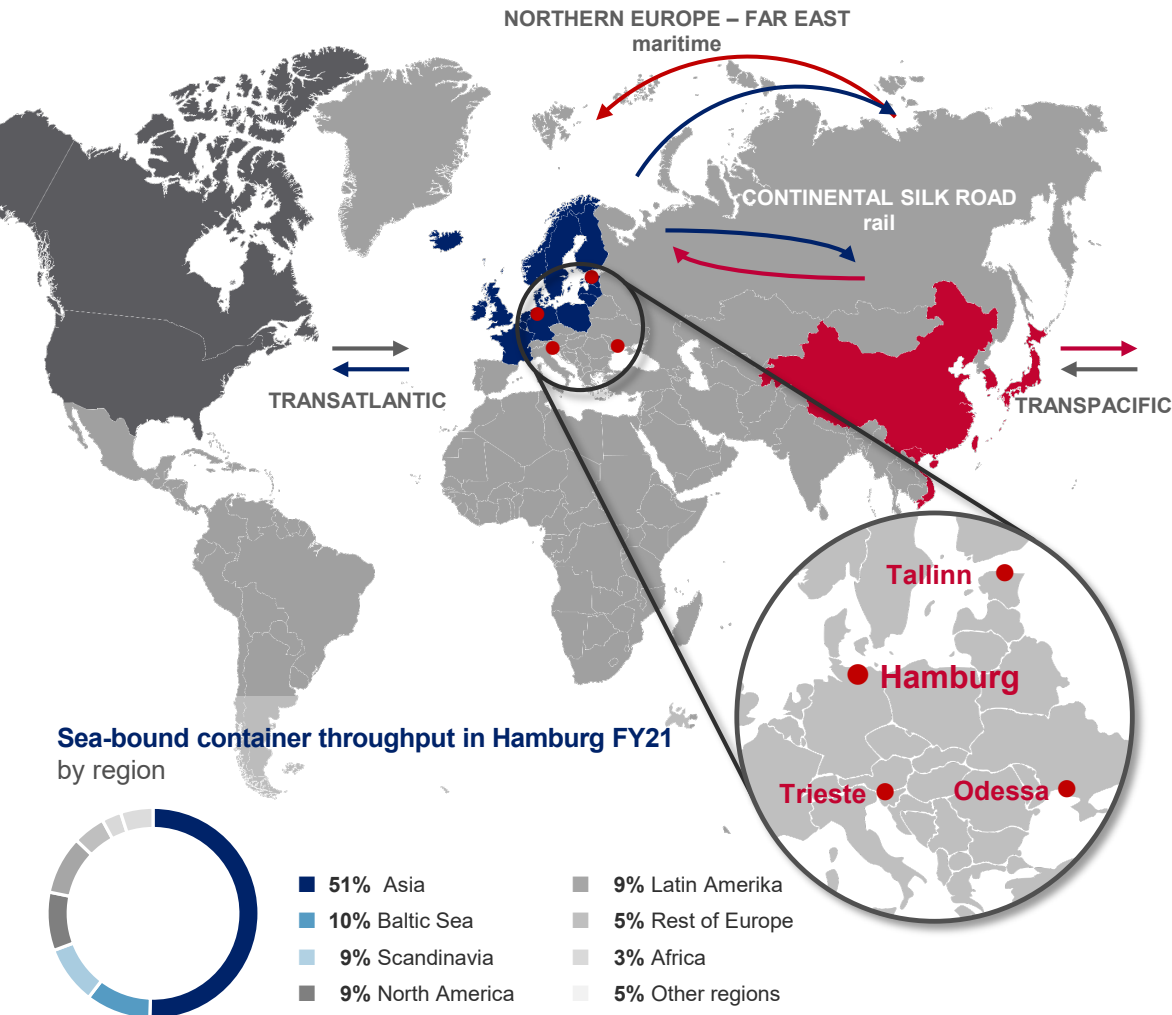 NORTHERN EUROPE – FAR EAST
maritime
CONTINENTAL SILK ROAD
rail
TRANSATLANTIC
TRANSPACIFIC
Tallinn
Hamburg
Trieste
Odessa
Sea-bound container throughput in Hamburg FY21
by region
51% Asia
10% Baltic Sea
9% Scandinavia
9% North America
9% Latin Amerika
5% Rest of Europe
3% Africa
5% Other regions